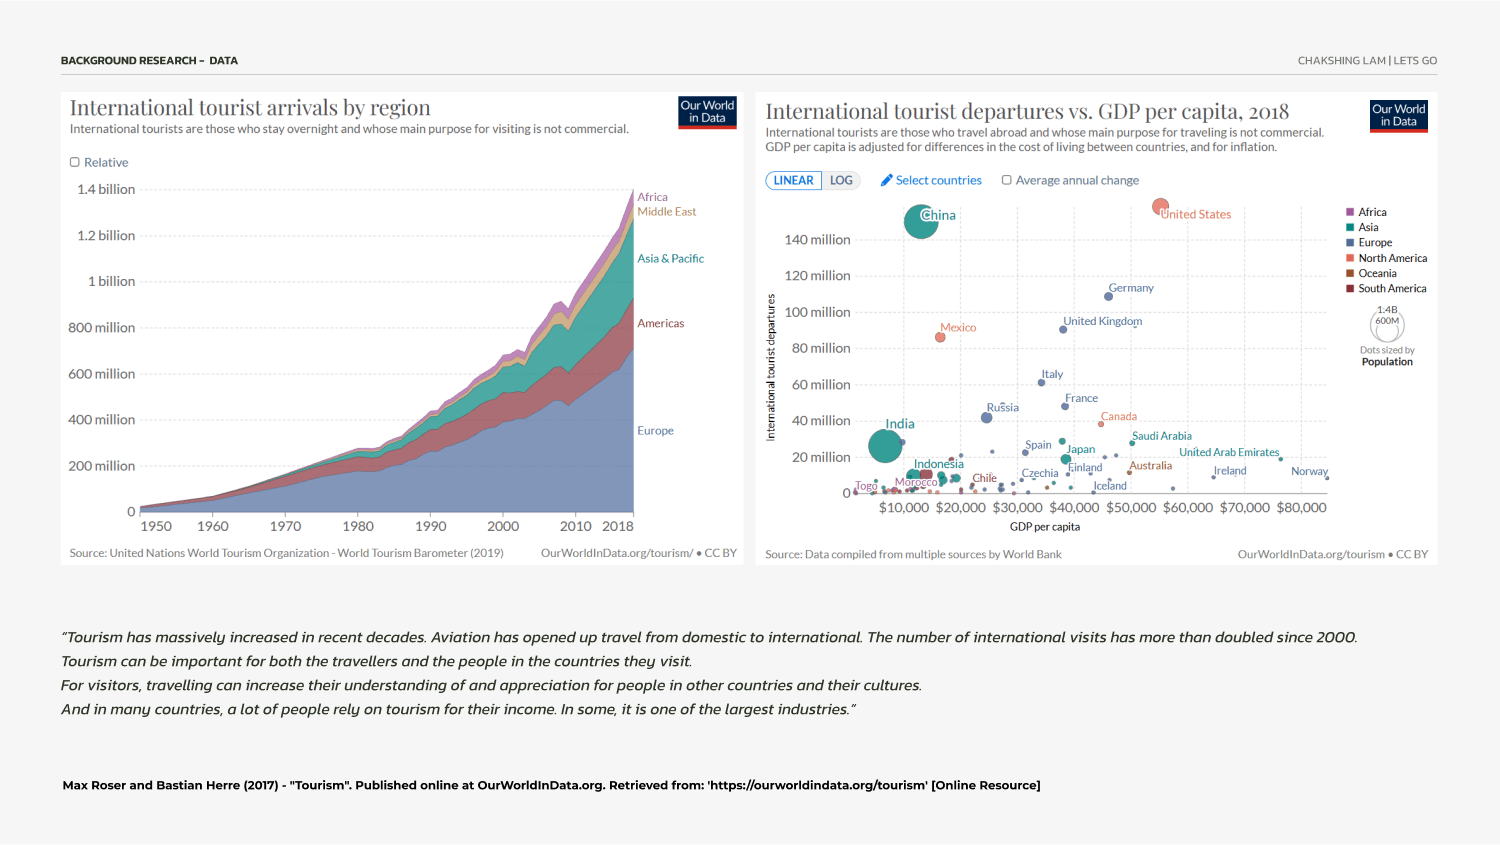 BACKGROUND RESEARCH - DATA
CHAKSHING LAM | LETS GO
International tourist arrivals by region
International tourists are those who stay overnight and whose main purpose for visiting is not commercial.
Our World
in Data
Relative
1.4 billion
1.2 billion
1 billion
800 million
600 million
400 million
200 million
0
1950 1960 1970 1980 1990 2000 2010 2018
Africa
Middle East
Asia & Pacific
Americas
Europe
Source: United Nations World Tourism Organization - World Tourism Barometer (2019)
OurWorldInData.org/tourism/ • CC BY
International tourist departures vs. GDP per capita, 2018
International tourists are those who travel abroad and whose main purpose for traveling is not commercial.
GDP per capita is adjusted for differences in the cost of living between countries, and for inflation.
Our World
in Data
LINEAR LOG Select countries Average annual change
International tourist departures
140 million
120 million
100 million
80 million
60 million
40 million
20 million
0
China
United States
Germany
United Kingdom
Mexico
Italy
France
Russia
Canada
India
Saudi Arabia
Spain
Japan
United Arab Emirates
Indonesia
Finland
Australia
Ireland
Norway
Czechia
Chile
Togo
Morocco
Iceland
$10,000 $20,000 $30,000 $40,000 $50,000 $60,000 $70,000 $80,000
GDP per capita
Africa
Asia
Europe
North America
Oceania
South America
1.4B
600M
Dots sized by
Population
Source: Data compiled from multiple sources by World Bank
OurWorldInData.org/tourism • CC BY
“Tourism has massively increased in recent decades. Aviation has opened up travel from domestic to international. The number of international visits has more than doubled since 2000.
Tourism can be important for both the travellers and the people in the countries they visit.
For visitors, travelling can increase their understanding of and appreciation for people in other countries and their cultures.
And in many countries, a lot of people rely on tourism for their income. In some, it is one of the largest industries.”
Max Roser and Bastian Herre (2017) - "Tourism". Published online at OurWorldInData.org. Retrieved from: 'https://ourworldindata.org/tourism' [Online Resource]